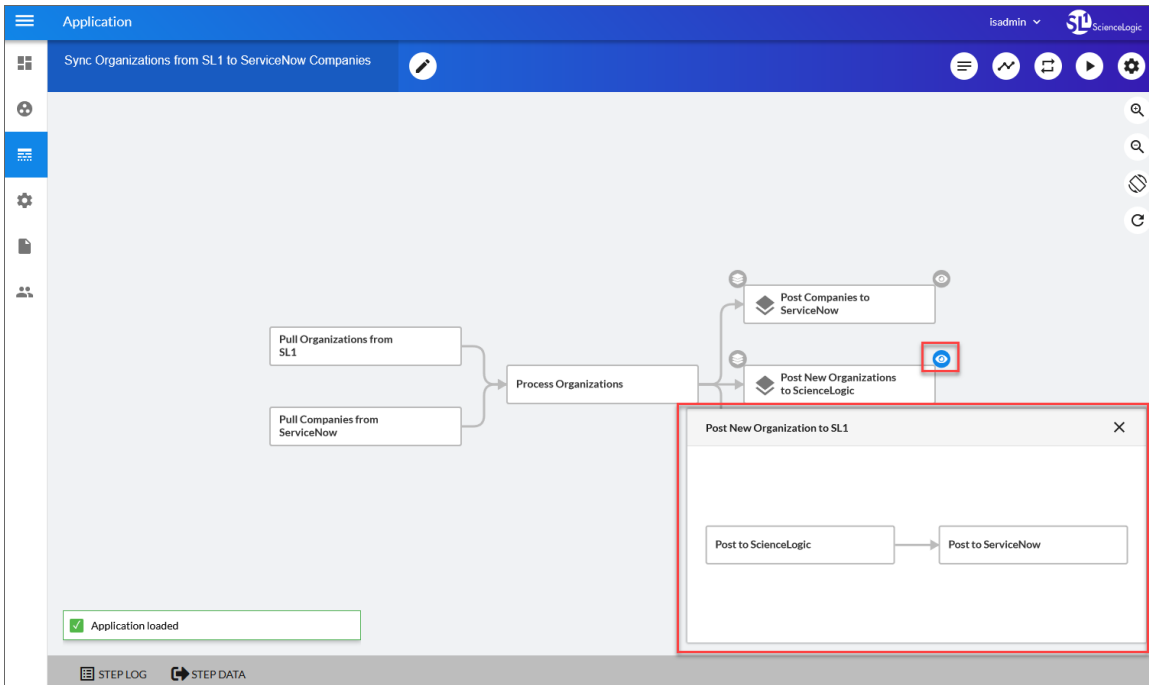 Application
isadmin
SL1 ScienceLogic
Sync Organizations from SL1 to ServiceNow Companies
Post Companies to
ServiceNow
Pull Organizations from
SL1
Process Organizations
Post New Organizations
to ScienceLogic
Pull Companies from
ServiceNow
Post New Organization to SL1
Post to ScienceLogic
Post to ServiceNow
Application loaded
STEP LOG
STEP DATA